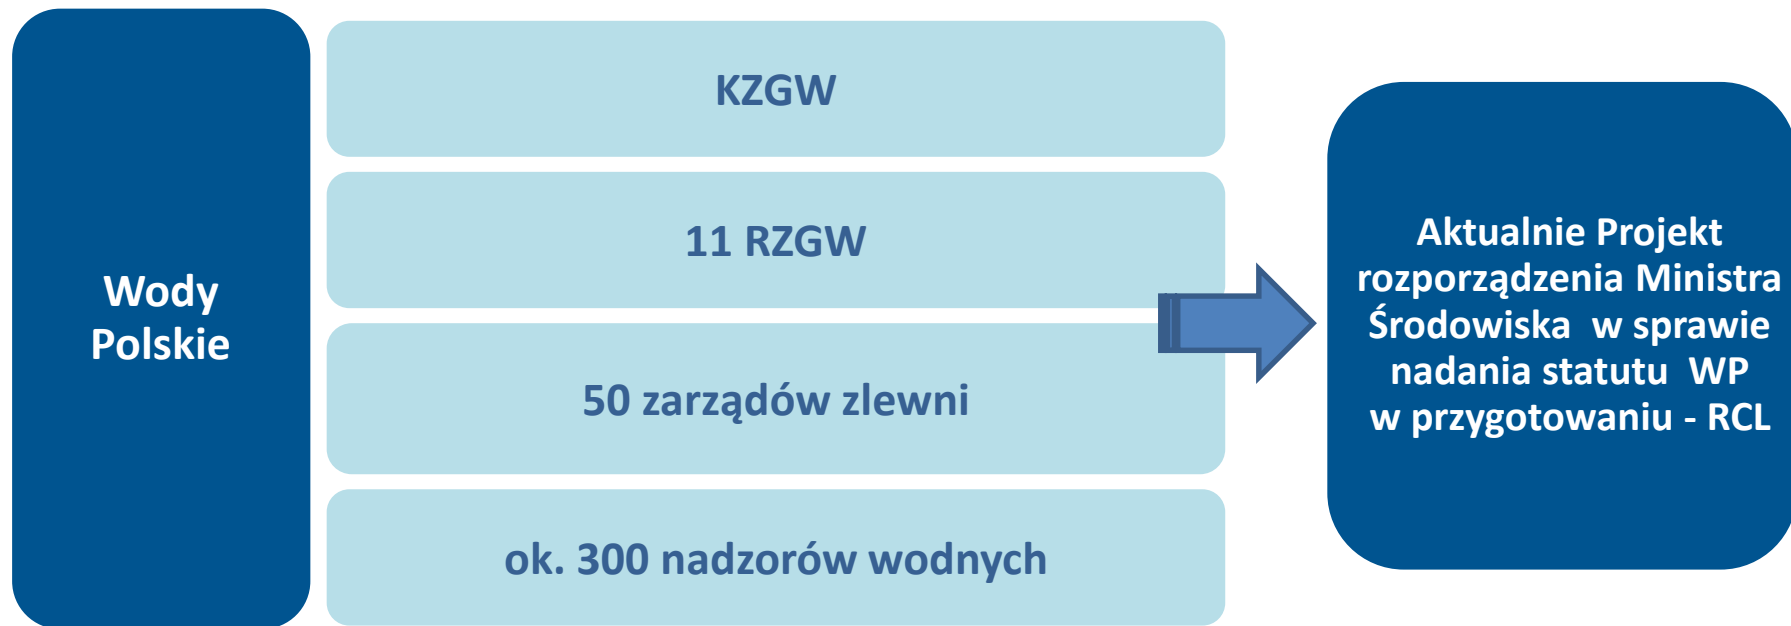 Wody
Polskie
KZGW
11 RZGW
50 zarządów zlewni
ok. 300 nadzorów wodnych
Aktualnie Projekt
rozporządzenia Ministra
Środowiska w sprawie
nadania statutu WP
w przygotowaniu - RCL